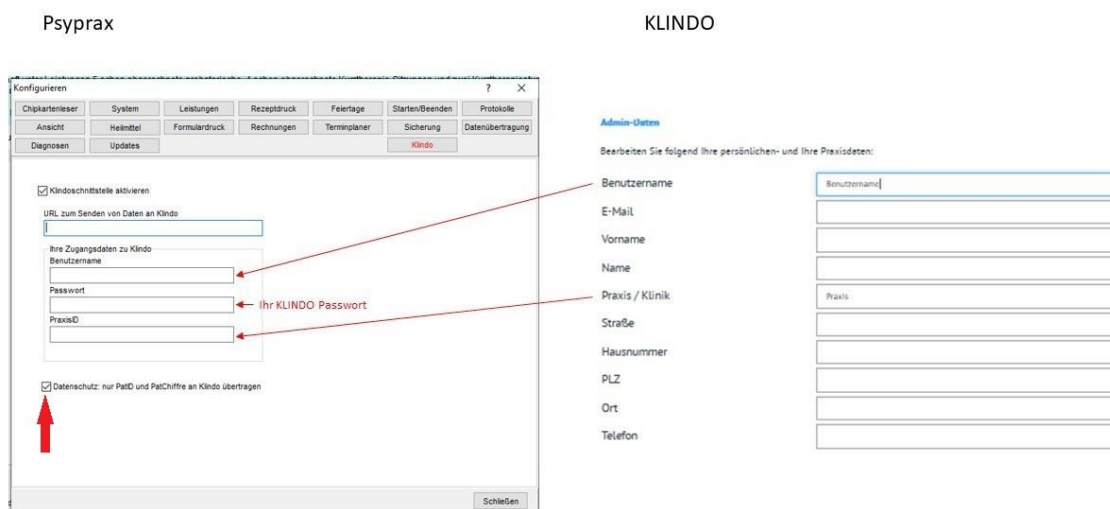 Psyprax
KLINDO
Konfigurieren
? X
Chipkartenleser System Leistungen Rezeptdruck Feiertage Starten/Beenden Protokolle
Ansicht Heilmittel Formulardruck Rechnungen Terminplaner Sicherung Datenübertragung
Diagnosen Updates Klindo
Klindoschnittstelle aktivieren
URL zum Senden von Daten an Klindo
Ihre Zugangsdaten zu Klindo
Benutzername
Passwort
Ihr KLINDO Passwort
PraxisID
Datenschutz: nur PatID und PatChiffre an Klindo übertragen
Schließen
Admin-Daten
Bearbeiten Sie folgend Ihre persönlichen- und Ihre Praxisdaten:
Benutzername Benutzername
E-Mail
Vorname
Name
Praxis / Klinik Praxis
Straße
Hausnummer
PLZ
Ort
Telefon